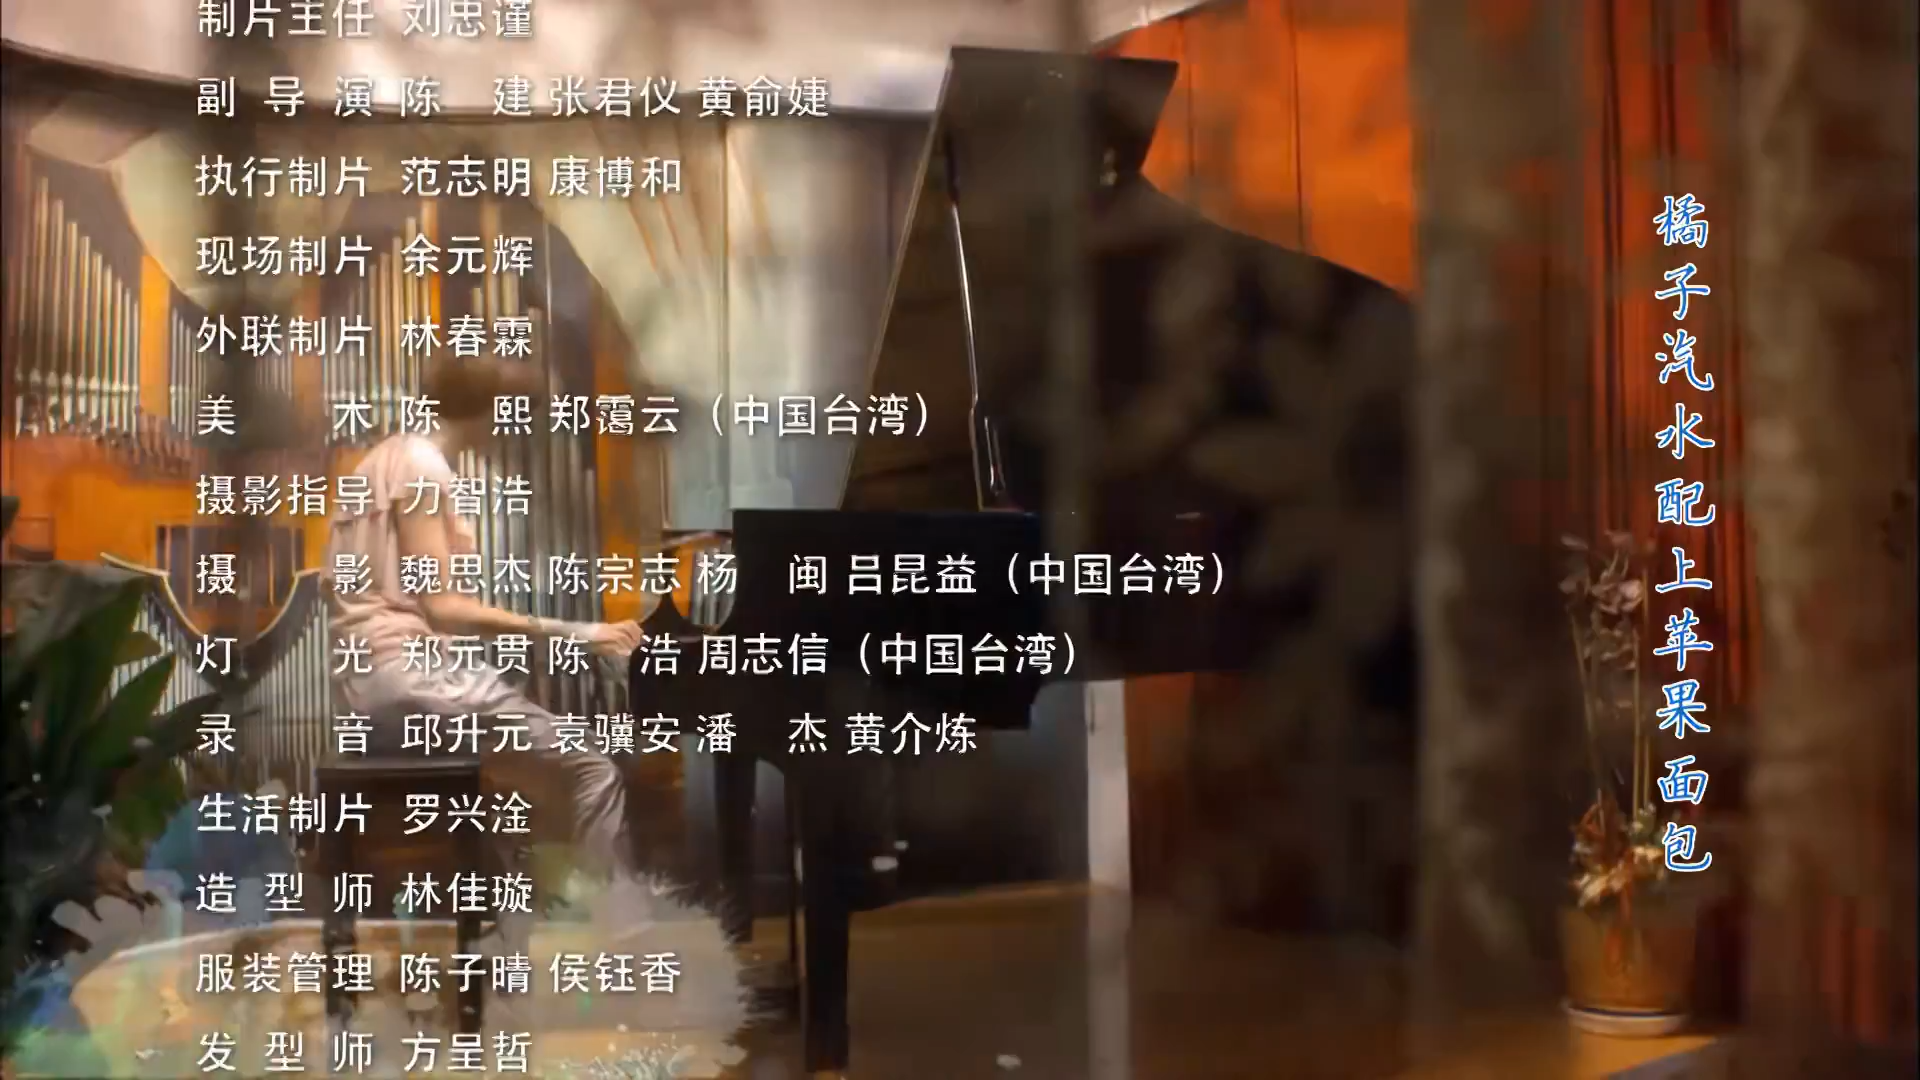 制片主任 刘忠谨
副导演 陈 建 张君仪 黄俞婕
执行制片 范志明 康博和
现场制片 余元辉
外联制片 林春霖
美 术 陈 熙 郑霭云（中国台湾）
摄影指导 力智浩
摄 影 魏思杰 陈宗志 杨 闽 吕昆益（中国台湾）
灯 光 郑元贯 陈 浩 周志信（中国台湾）
录 音 邱升元 袁骥安 潘 杰 黄介炼
生活制片 罗兴淦
造型师 林佳璇
服装管理 陈子晴 侯钰香
发型师 方呈哲
橘子汽水配上苹果面包